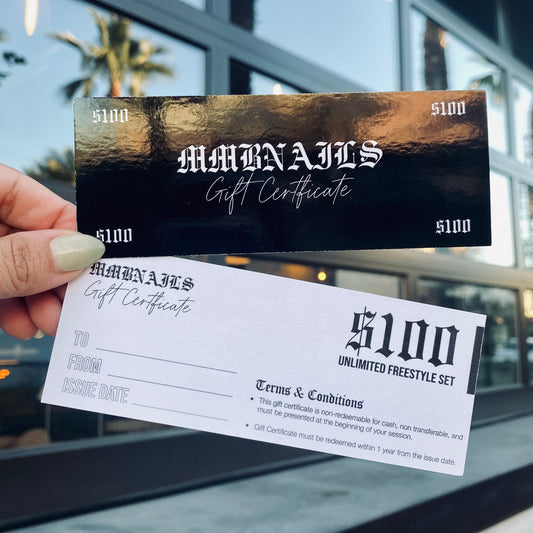 $100 $100
MMBNAILS
Gift Certficate
$100 $100
MMBNAILS
Gift Certficate
$100
UNLIMITED FREESTYLE SET
TO
FROM
ISSUE DATE
Terms & Conditions
• This gift certificate is non-redeemable for cash, non transferable, and
must be presented at the beginning of your session.
• Gift Certificate must be redeemed within 1 year from the issue date.